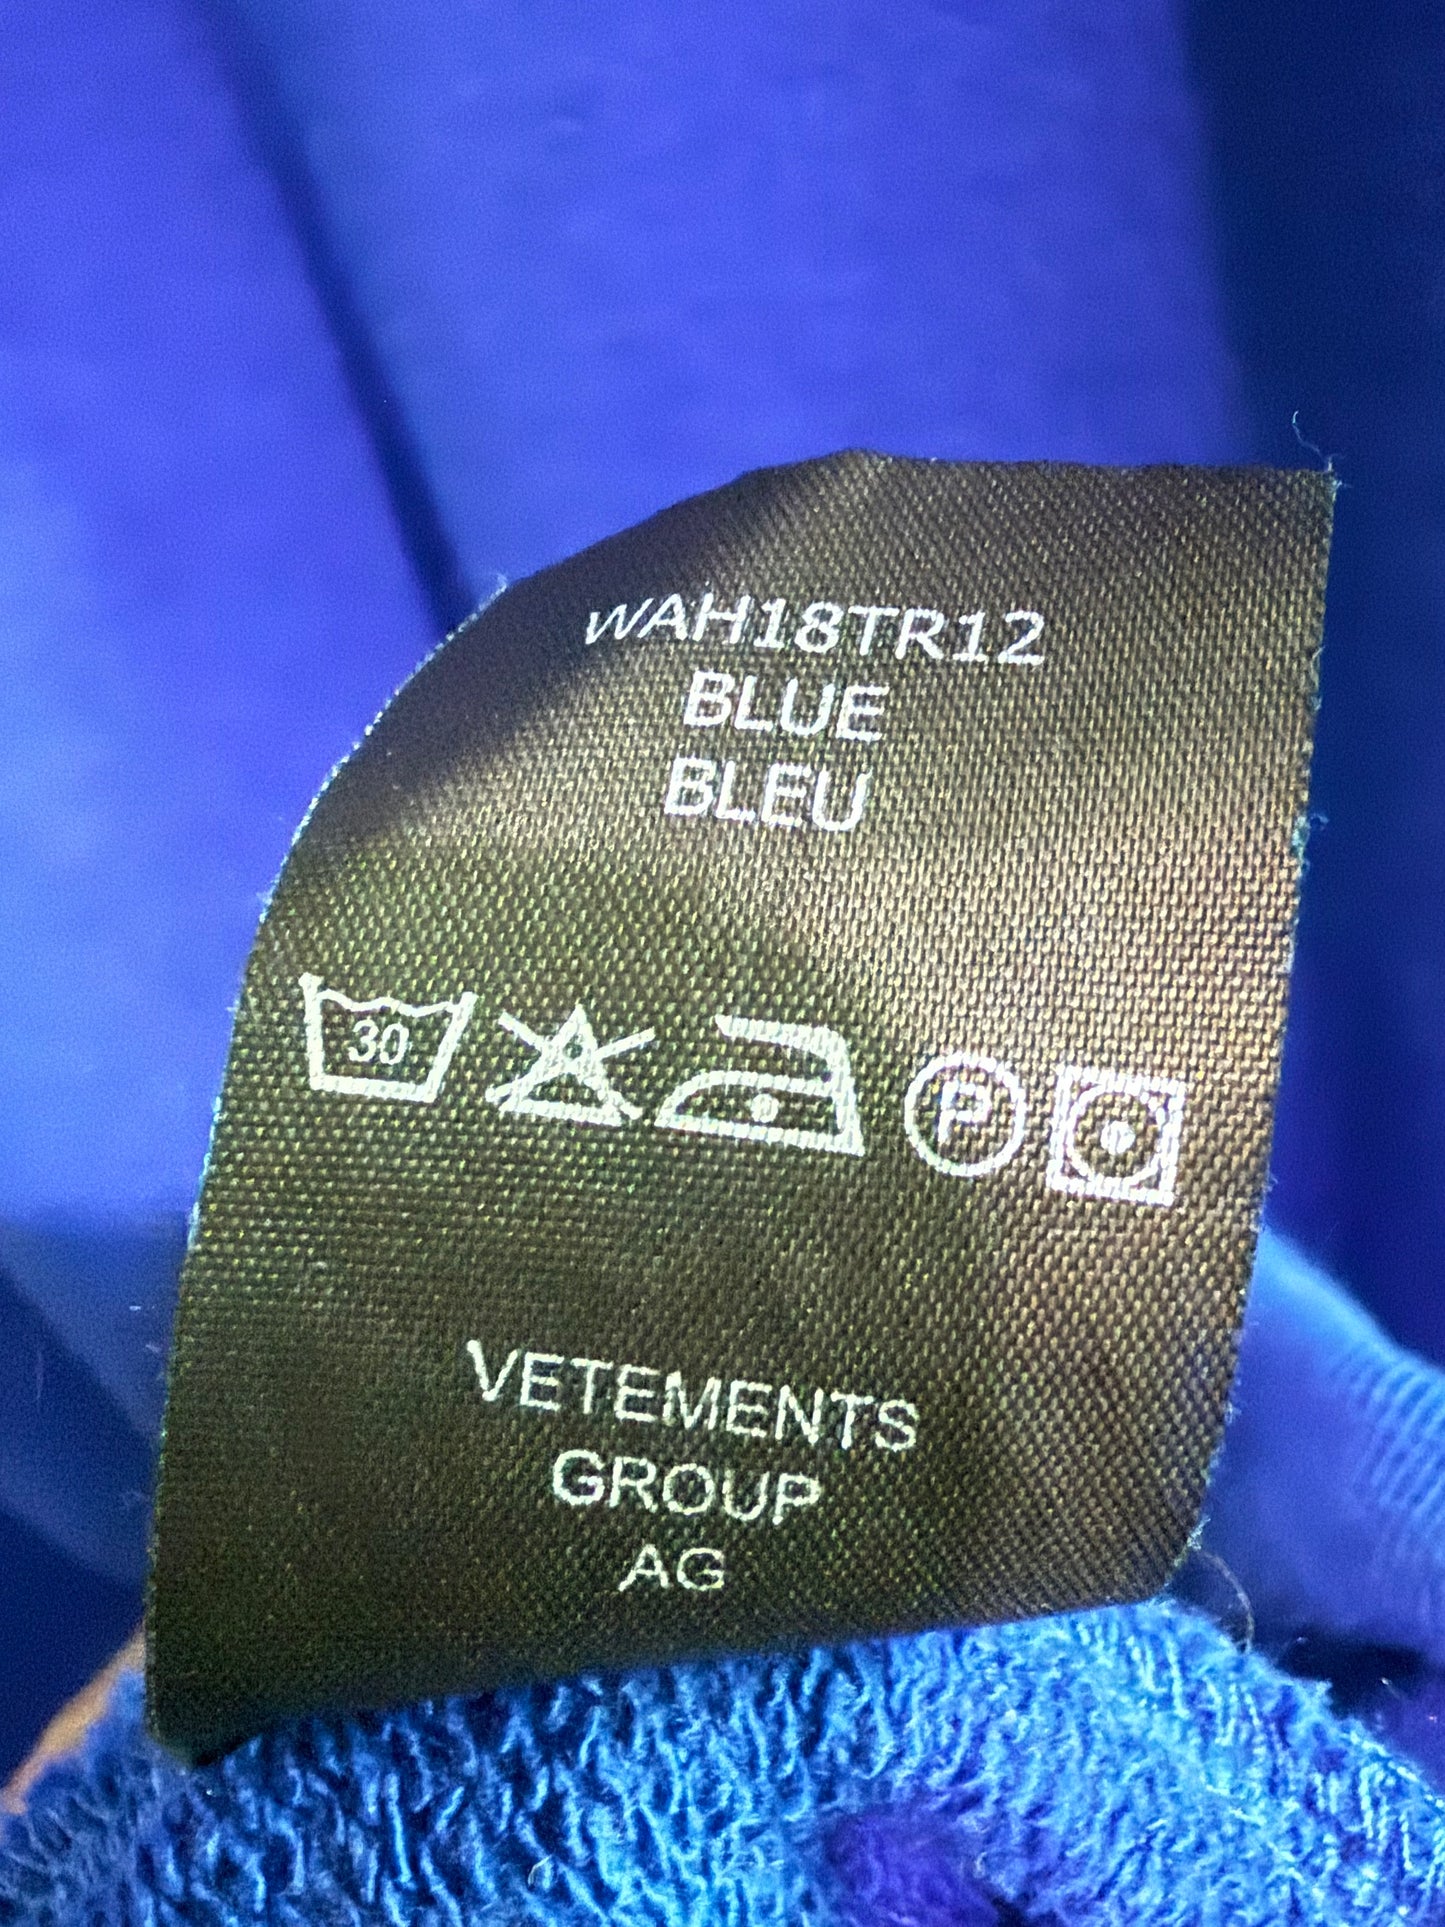 WAH18TR12
BLUE
BLEU
30 P
VETEMENTS
GROUP
AG